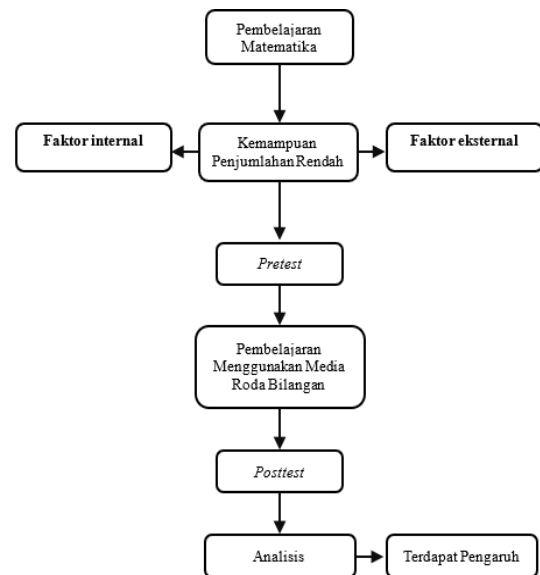 Pembelajaran
Matematika
Faktor internal
Kemampuan
Penjumlahan Rendah
Faktor eksternal
Pretest
Pembelajaran
Menggunakan Media
Roda Bilangan
Posttest
Analisis
Terdapat Pengaruh